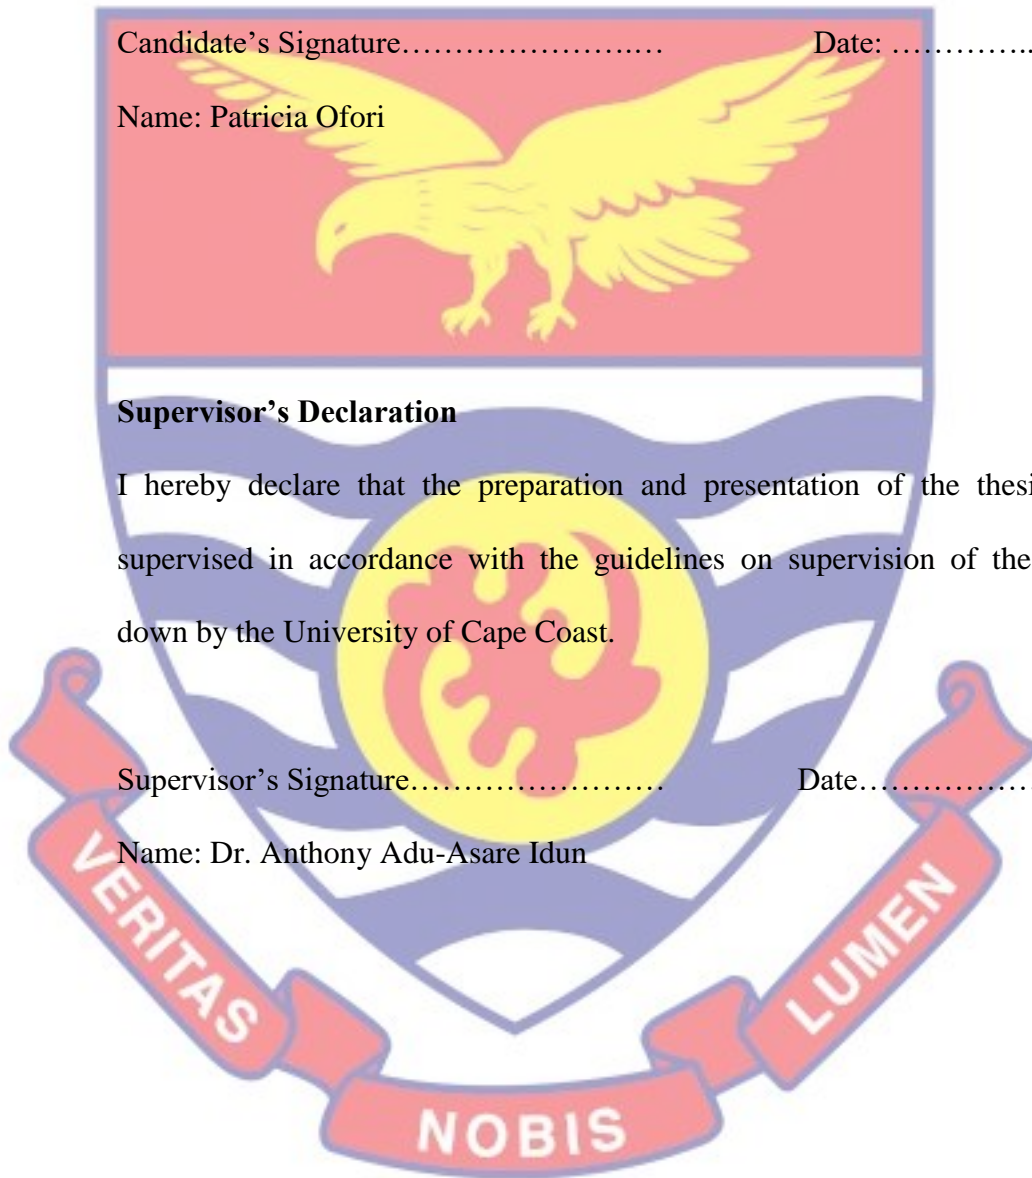 Candidate’s Signature…………………..… Date: …………..
Name: Patricia Ofori
Supervisor’s Declaration
I hereby declare that the preparation and presentation of the thesi
supervised in accordance with the guidelines on supervision of the
down by the University of Cape Coast.
Supervisor’s Signature…………………… Date………………
Name: Dr. Anthony Adu-Asare Idun
VERITAS
NOBIS
LUMEN